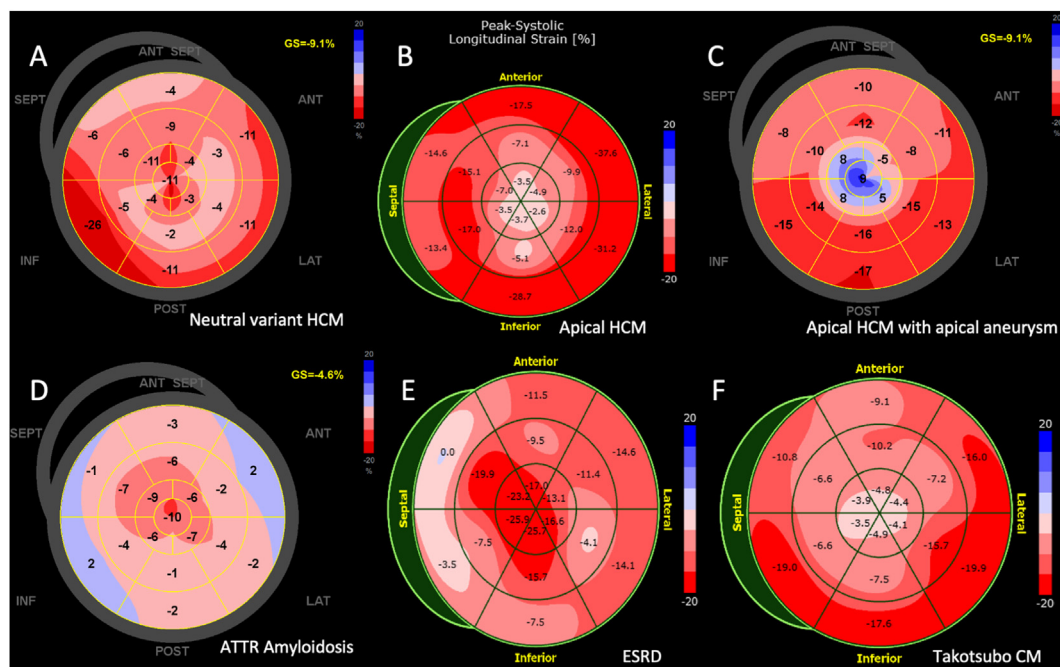 A
ANT SEPT
GS=-9.1%
20
%
-20
SEPT
ANT
INF
LAT
POST
-4
-6
-9
-11
-6
-11
-4
-3
-11
-4
-3
-5
-4
-26
-2
-11
-11
Neutral variant HCM
B
Peak-Systolic
Longitudinal Strain [%]
Anterior
Septal
Lateral
Inferior
20
-20
-17.5
-7.1
-14.6
-37.6
-15.1
-3.5
-9.9
-7.0
-4.9
-3.5
-2.6
-3.7
-17.0
-12.0
-13.4
-31.2
-5.1
-28.7
Apical HCM
C
ANT SEPT
GS=-9.1%
20
%
-20
SEPT
ANT
INF
LAT
POST
-10
-12
-8
-11
-10
8
-5
-8
9
8
5
-14
-15
-15
-13
-16
-17
Apical HCM with apical aneurysm
D
ANT SEPT
GS=-4.6%
20
%
-20
SEPT
ANT
INF
LAT
POST
-3
-6
-1
2
-7
-9
-6
-2
-10
-6
-7
-4
-4
2
-2
-1
-2
ATTR Amyloidosis
E
Anterior
Septal
Lateral
Inferior
20
-20
-11.5
-9.5
0.0
-14.6
-19.9
-17.0
-11.4
-23.2
-13.1
-25.9
-16.6
-25.7
-7.5
-4.1
-3.5
-14.1
-15.7
-7.5
ESRD
F
Anterior
Septal
Lateral
Inferior
20
-20
-9.1
-10.2
-10.8
-16.0
-6.6
-4.8
-7.2
-3.9
-4.4
-3.5
-4.1
-4.9
-6.6
-15.7
-19.0
-19.9
-7.5
-17.6
Takotsubo CM